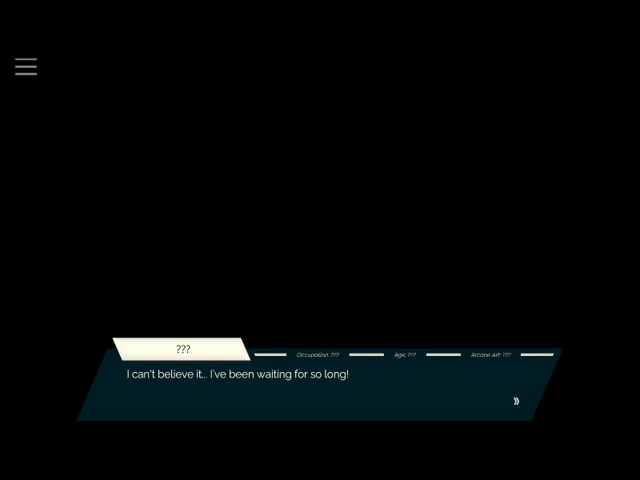 ???
Occupation: ??? Age: ??? Arcane Art: ???
I can't believe it... I've been waiting for so long!